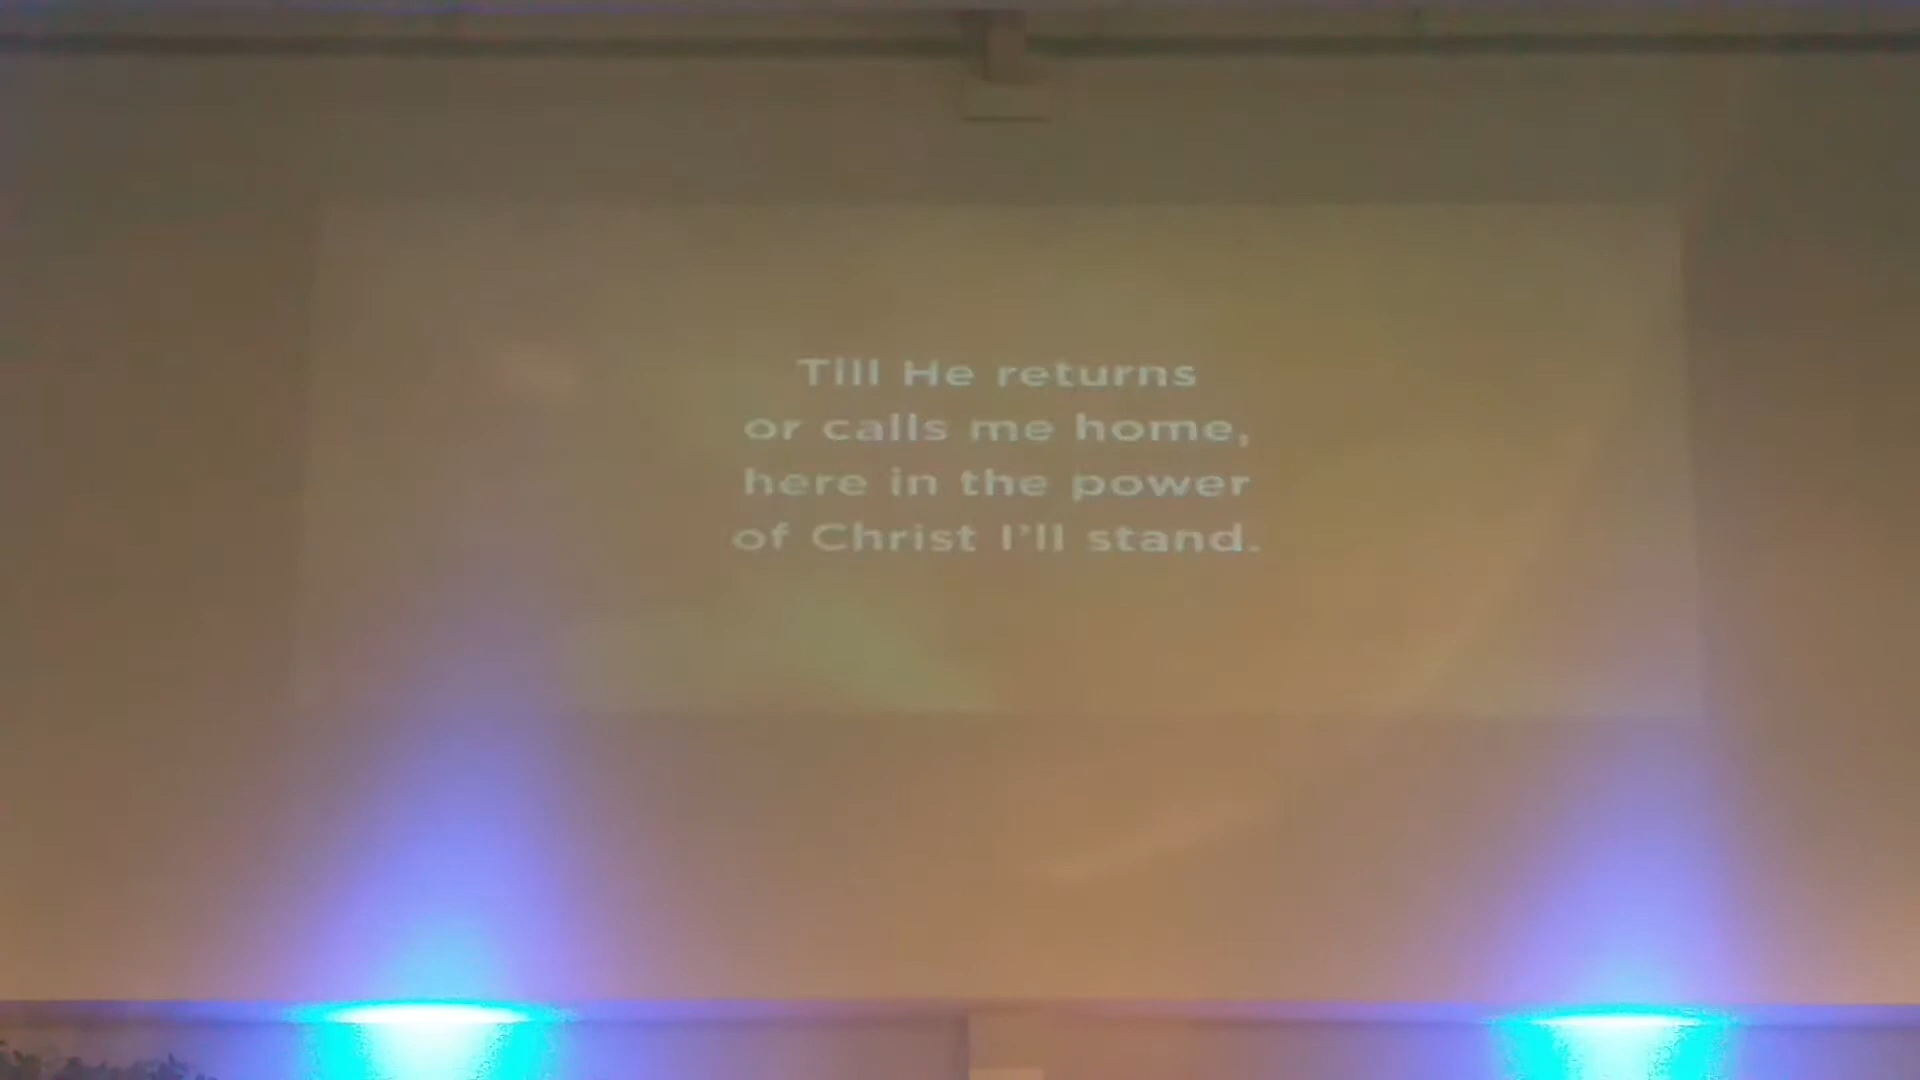 Till He returns
or calls me home,
here in the power
of Christ I'll stand.